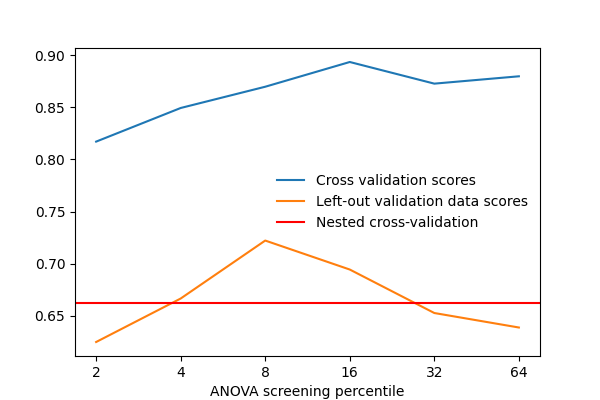 0.90
0.85
0.80
0.75
0.70
0.65
Cross validation scores
Left-out validation data scores
Nested cross-validation
2 4 8 16 32 64
ANOVA screening percentile